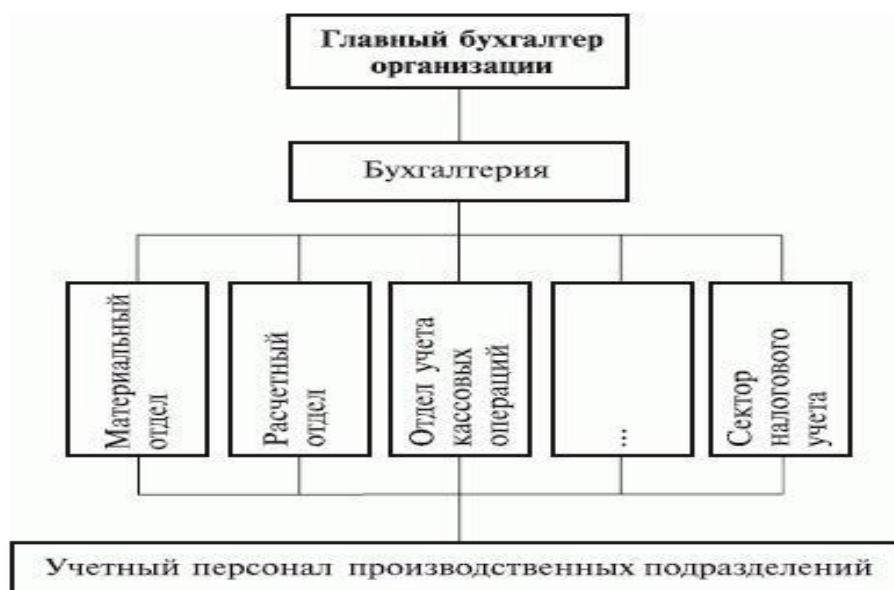 Главный бухгалтер
организации
Бухгалтерия
Материальный
отдел
Расчетный
отдел
Отдел учета
кассовых
операций
...
Сектор
налогового
учета
Учетный персонал производственных подразделений